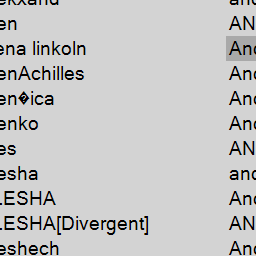 ekxand an
en AN
ena linkoln And
enAchilles And
en�ica And
enko And
es AN
esha and
LESHA And
LESHA[Divergent] AN
eshech And